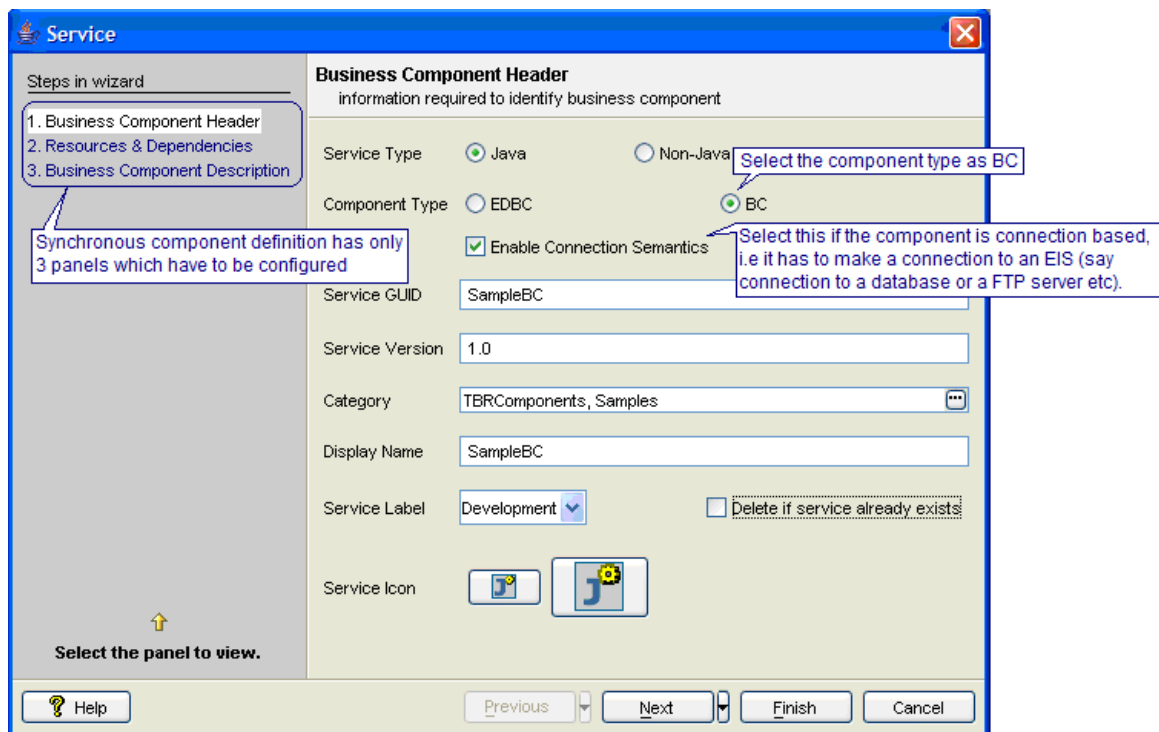 Service
Steps in wizard
1. Business Component Header
2. Resources & Dependencies
3. Business Component Description
Synchronous component definition has only
3 panels which have to be configured
Select the panel to view.
Business Component Header
information required to identify business component
Service Type
Java
Non-Java
Select the component type as BC
Component Type
EDBC
BC
Enable Connection Semantics
Select this if the component is connection based,
i.e it has to make a connection to an EIS (say
connection to a database or a FTP server etc).
Service GUID
SampleBC
Service Version
1.0
Category
TBRComponents, Samples
Display Name
SampleBC
Service Label
Development
Delete if service already exists
Service Icon
J
J
? Help
Previous
Next
Finish
Cancel